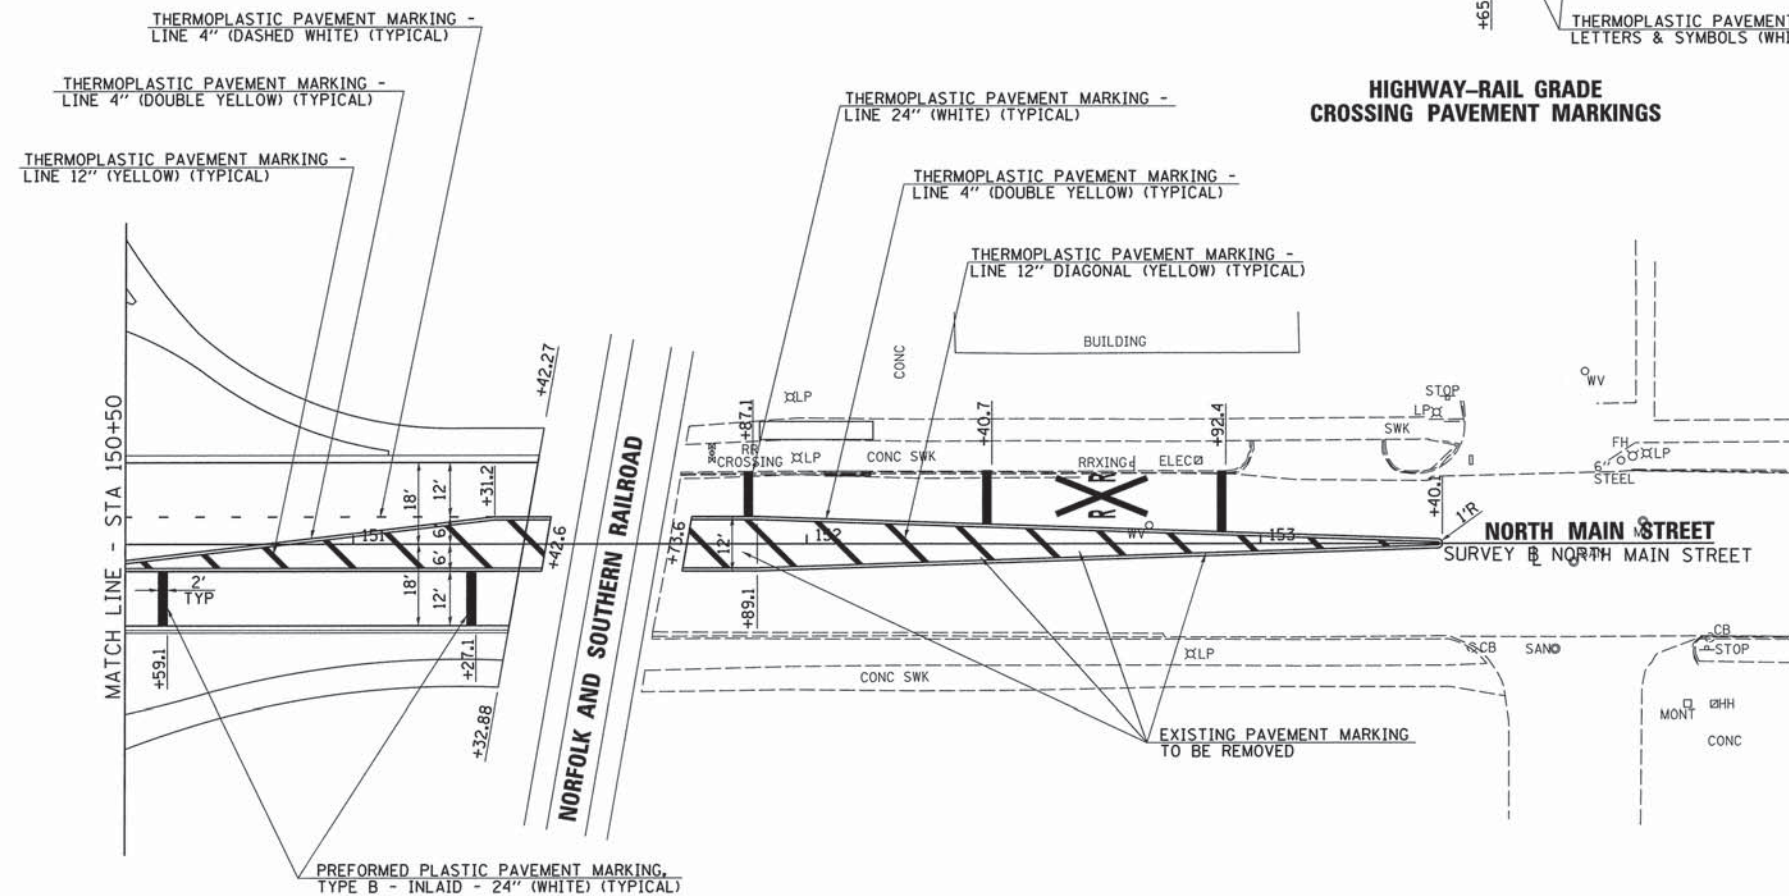 THERMOPLASTIC PAVEMENT MARKING -
LINE 4" (DASHED WHITE) (TYPICAL)
THERMOPLASTIC PAVEMENT MARKING -
LINE 4" (DOUBLE YELLOW) (TYPICAL)
THERMOPLASTIC PAVEMENT MARKING -
LINE 12" (YELLOW) (TYPICAL)
THERMOPLASTIC PAVEMENT MARKING -
LINE 24" (WHITE) (TYPICAL)
THERMOPLASTIC PAVEMENT MARKING -
LINE 4" (DOUBLE YELLOW) (TYPICAL)
THERMOPLASTIC PAVEMENT MARKING -
LINE 12" DIAGONAL (YELLOW) (TYPICAL)
+65
THERMOPLASTIC PAVEMENT
LETTERS & SYMBOLS (WHI
HIGHWAY-RAIL GRADE
CROSSING PAVEMENT MARKINGS
MATCH LINE - STA 150+50
BUILDING
CONC
LP
+42.27
+87.1
+40.7
+92.4
STOP
LP
WV
SWK
RR
CROSSING
LP
CONC SWK
RRXING
ELEC
FH
LP
6"
STEEL
+31.2
18'
12'
6'
6'
18'
12'
151
+42.6
NORFOLK AND SOUTHERN RAILROAD
+73.6
12'
152
WV
153
+40.1
1'R
R R
NORTH MAIN STREET
SURVEY B NORTH MAIN STREET
L
2'
TYP
+59.1
+27.1
+32.88
+89.1
LP
CONC SWK
CB
SAN
CB
STOP
MONT
HH
CONC
EXISTING PAVEMENT MARKING
TO BE REMOVED
PREFORMED PLASTIC PAVEMENT MARKING,
TYPE B - INLAID - 24" (WHITE) (TYPICAL)